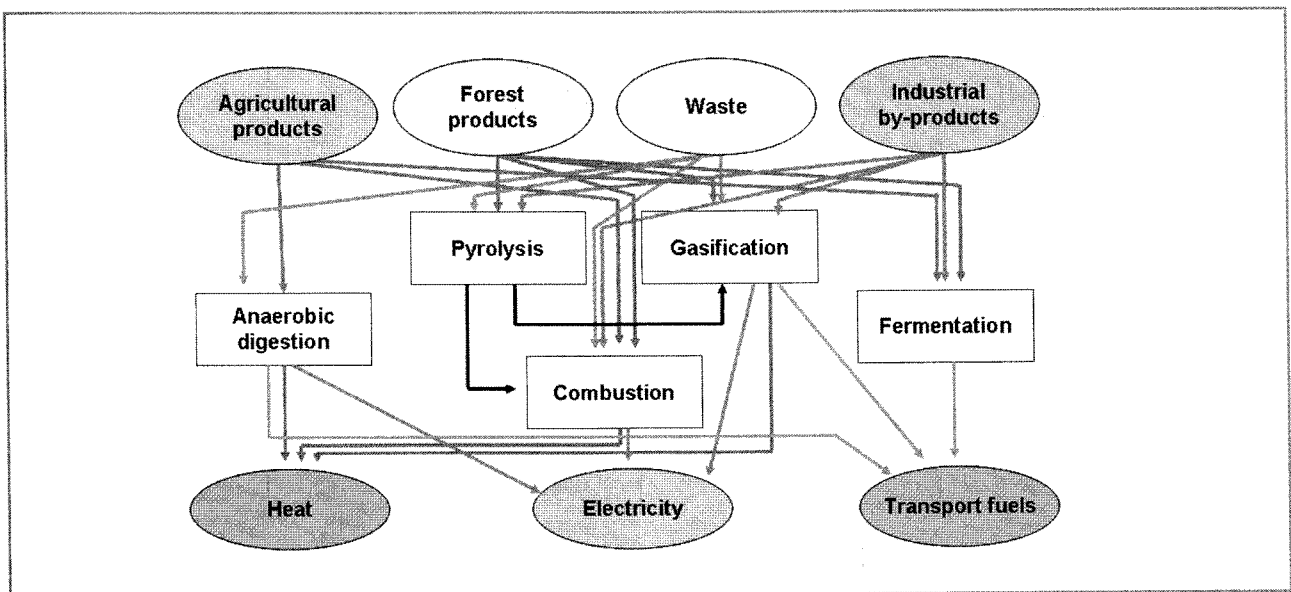 Agricultural
products
Forest
products
Waste
Industrial
by-products
Pyrolysis
Gasification
Anaerobic
digestion
Fermentation
Combustion
Heat
Electricity
Transport fuels